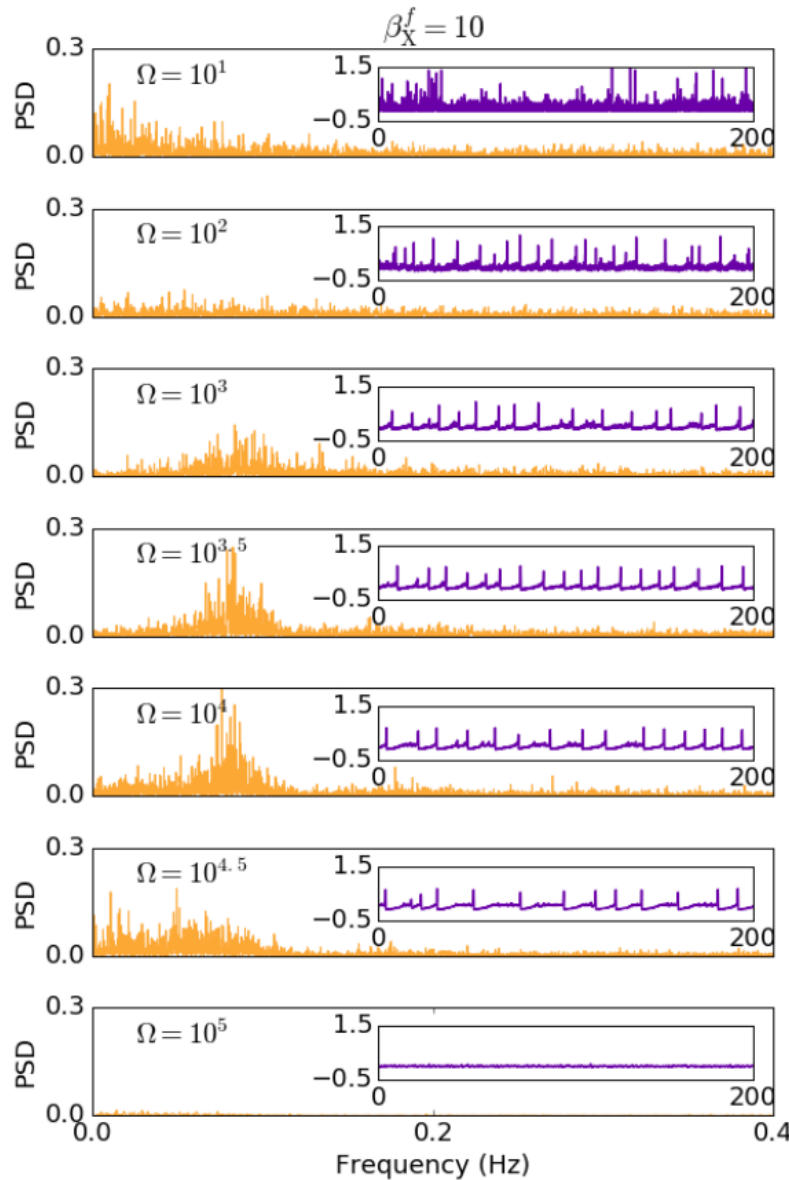 β_X^f = 10
PSD
0.3
0.0
Ω = 10^1
1.5
−0.5
0
200
PSD
0.3
0.0
Ω = 10^2
1.5
−0.5
0
200
PSD
0.3
0.0
Ω = 10^3
1.5
−0.5
0
200
PSD
0.3
0.0
Ω = 10^3.5
1.5
−0.5
0
200
PSD
0.3
0.0
Ω = 10^4
1.5
−0.5
0
200
PSD
0.3
0.0
Ω = 10^4.5
1.5
−0.5
0
200
PSD
0.3
0.0
Ω = 10^5
1.5
−0.5
0
200
0.0
0.2
0.4
Frequency (Hz)